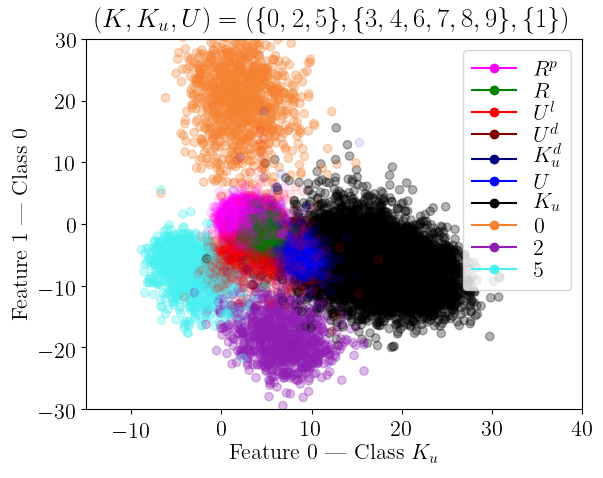 (K, K_u, U) = ({0, 2, 5}, {3, 4, 6, 7, 8, 9}, {1})
30
20
10
0
−10
−20
−30
Feature 1 — Class 0
R^p
R
U^l
U^d
K_u^d
U
K_u
0
2
5
−10
0
10
20
30
40
Feature 0 — Class K_u